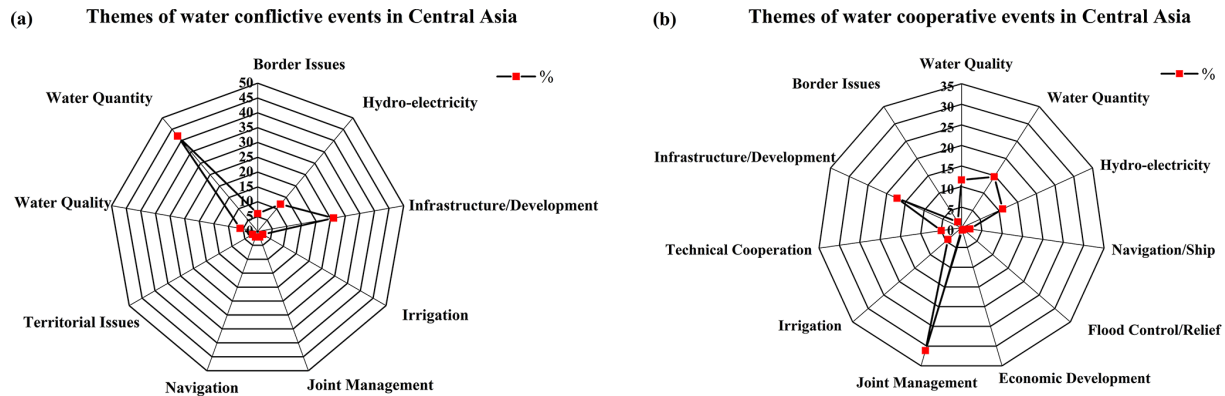 (a) Themes of water conflictive events in Central Asia
Border Issues
%
Water Quantity
Hydro-electricity
50
45
40
35
30
25
20
15
10
5
0
Water Quality
Infrastructure/Development
Territorial Issues
Irrigation
Navigation
Joint Management
(b) Themes of water cooperative events in Central Asia
Water Quality
%
Border Issues
Water Quantity
35
30
25
20
15
10
5
0
Infrastructure/Development
Hydro-electricity
Technical Cooperation
Navigation/Ship
Irrigation
Flood Control/Relief
Joint Management
Economic Development